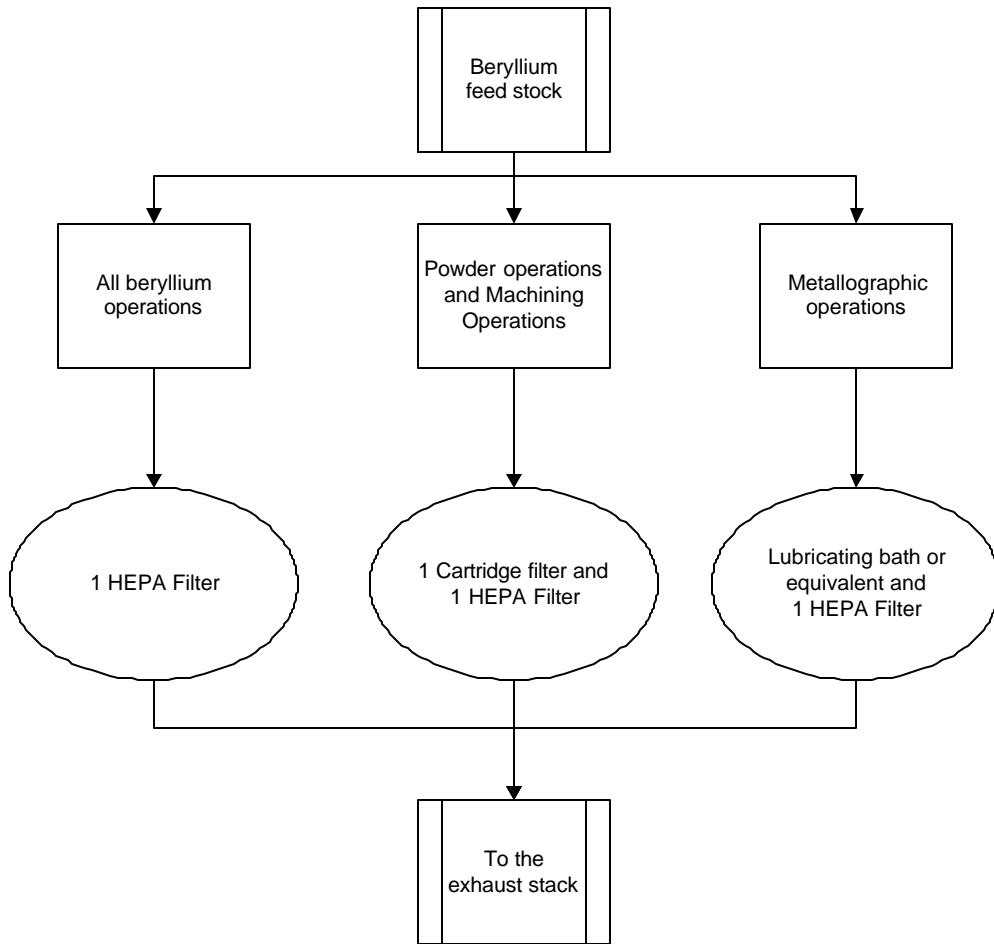 Beryllium
feed stock
All beryllium
operations
Powder operations
and Machining
Operations
Metallographic
operations
1 HEPA Filter
1 Cartridge filter and
1 HEPA Filter
Lubricating bath or
equivalent and
1 HEPA Filter
To the
exhaust stack